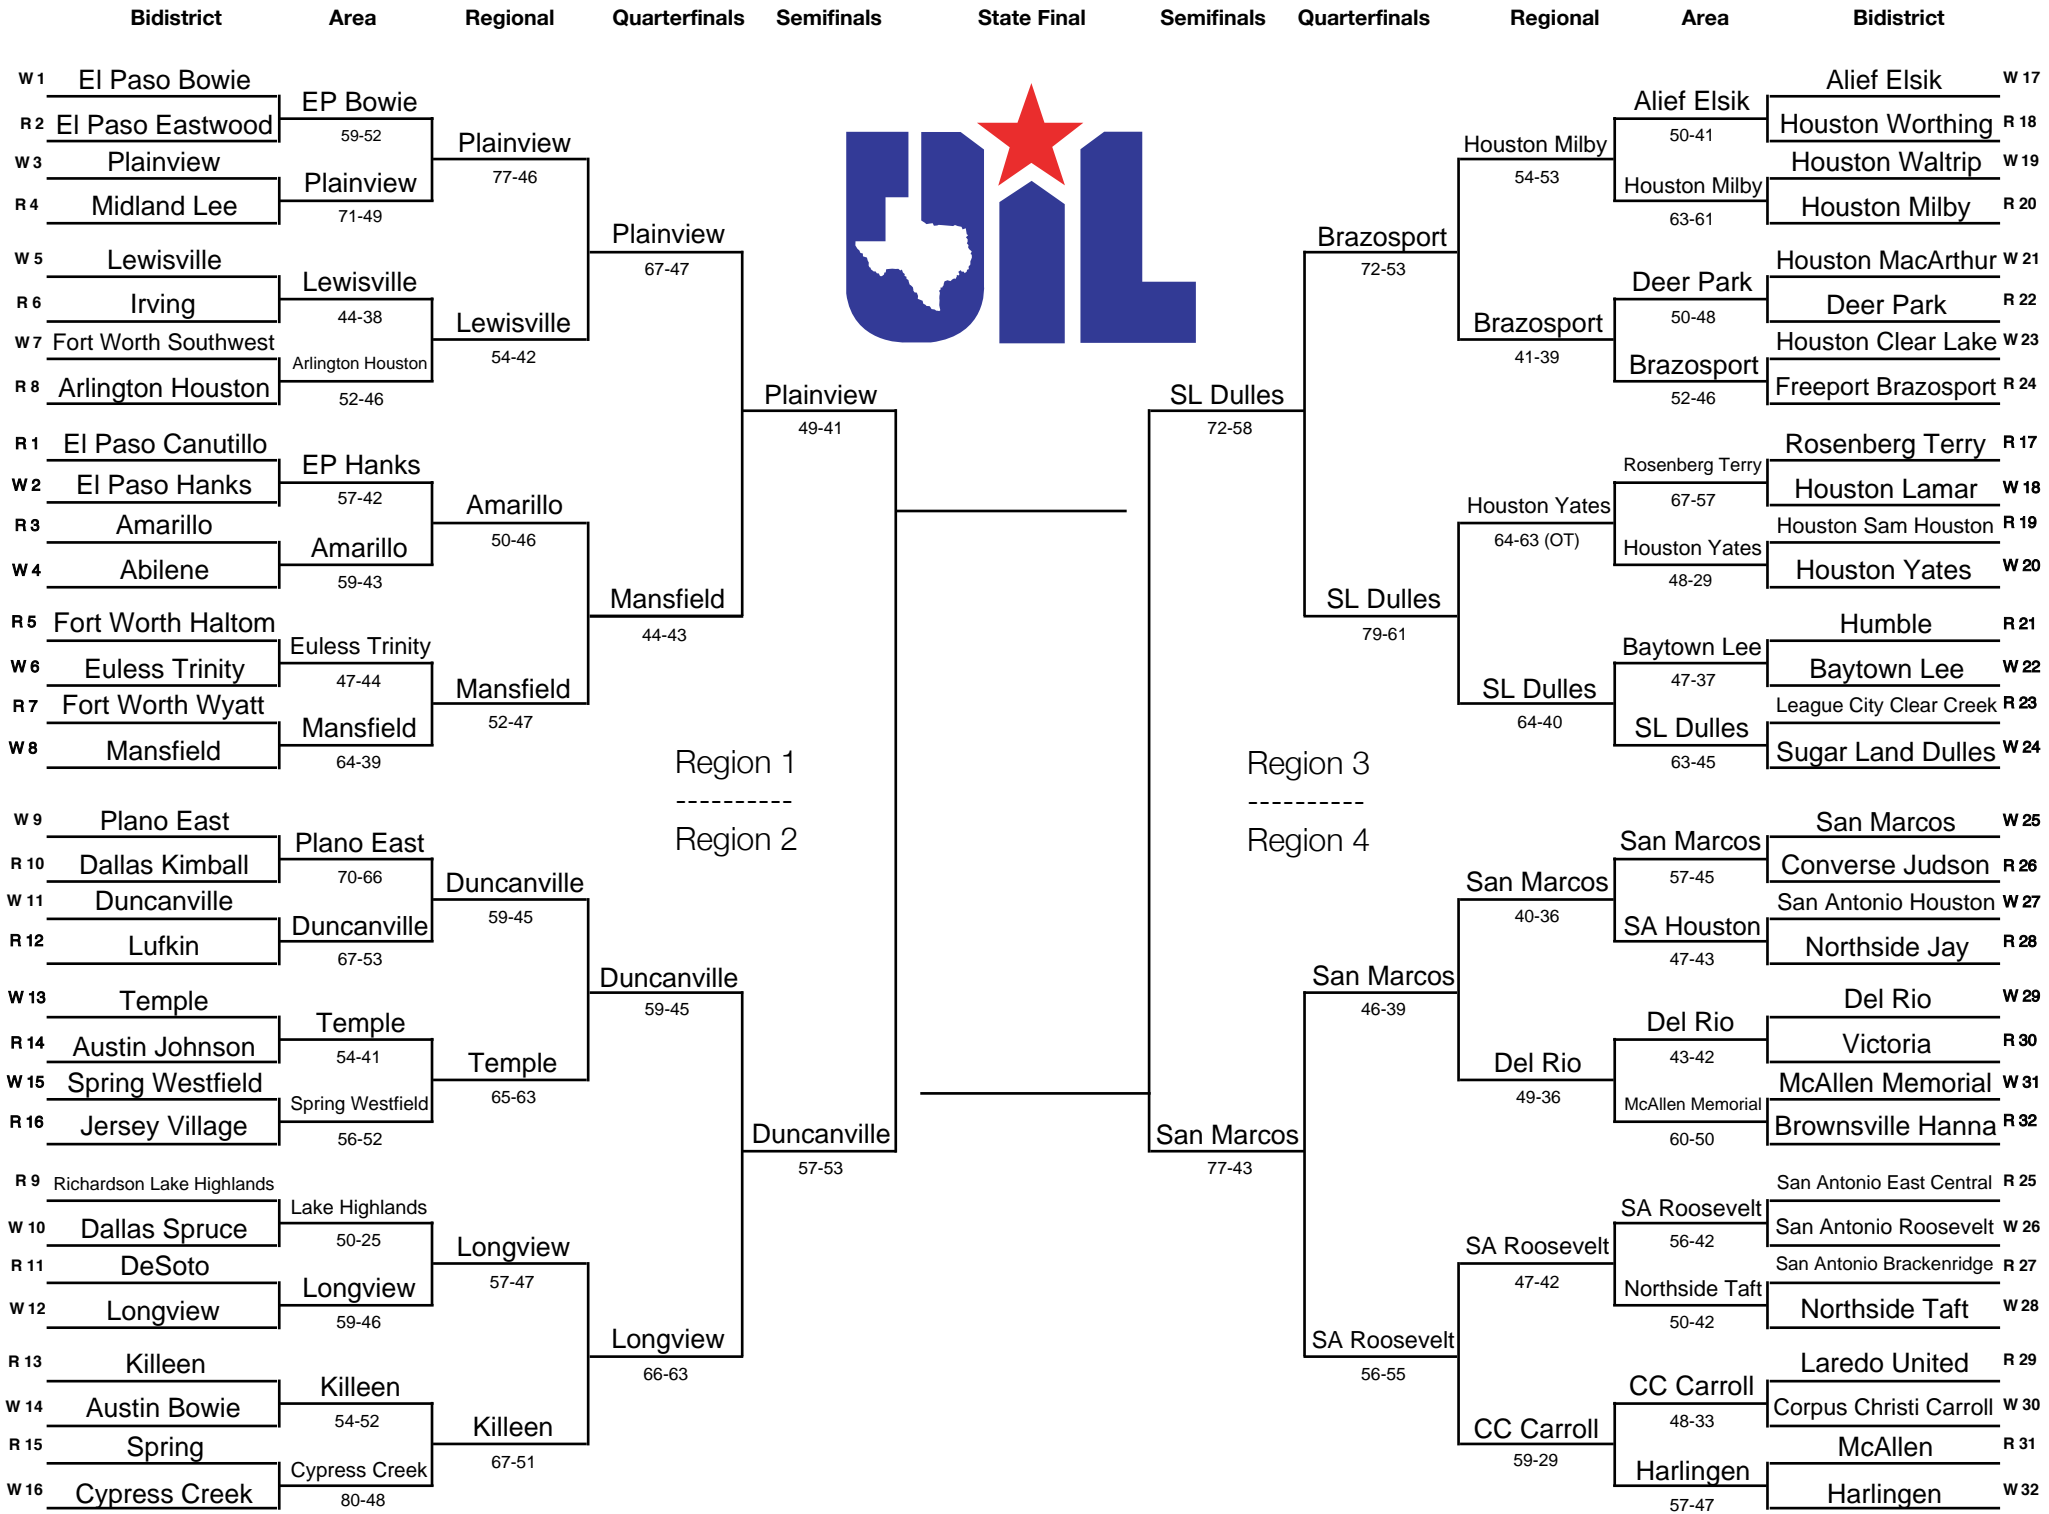 Bidistrict Area Regional Quarterfinals Semifinals State Final Semifinals Quarterfinals Regional Area Bidistrict
W 1 El Paso Bowie
EP Bowie
R 2 El Paso Eastwood
59-52
Plainview
W 3 Plainview
77-46
Plainview
R 4 Midland Lee
71-49
Plainview
67-47
W 5 Lewisville
Lewisville
R 6 Irving
44-38
Lewisville
W 7 Fort Worth Southwest
54-42
Arlington Houston
R 8 Arlington Houston
52-46
Plainview
49-41
R 1 El Paso Canutillo
EP Hanks
W 2 El Paso Hanks
57-42
Amarillo
R 3 Amarillo
50-46
Amarillo
W 4 Abilene
59-43
Mansfield
44-43
R 5 Fort Worth Haltom
Euless Trinity
W 6 Euless Trinity
47-44
Mansfield
R 7 Fort Worth Wyatt
52-47
Mansfield
W 8 Mansfield
64-39
Region 1
----------
Region 2
W 9 Plano East
Plano East
R 10 Dallas Kimball
70-66
Duncanville
W 11 Duncanville
59-45
Duncanville
R 12 Lufkin
67-53
Duncanville
59-45
W 13 Temple
Temple
R 14 Austin Johnson
54-41
Temple
W 15 Spring Westfield
65-63
Spring Westfield
R 16 Jersey Village
56-52
Duncanville
57-53
R 9 Richardson Lake Highlands
Lake Highlands
W 10 Dallas Spruce
50-25
Longview
R 11 DeSoto
57-47
Longview
W 12 Longview
59-46
Longview
66-63
R 13 Killeen
Killeen
W 14 Austin Bowie
54-52
Killeen
R 15 Spring
67-51
Cypress Creek
W 16 Cypress Creek
80-48
UIL
Alief Elsik W 17
Alief Elsik
Houston Worthing R 18
50-41
Houston Milby
Houston Waltrip W 19
54-53
Houston Milby
Houston Milby R 20
63-61
Brazosport
72-53
Houston MacArthur W 21
Deer Park
Deer Park R 22
50-48
Brazosport
Houston Clear Lake W 23
41-39
Brazosport
Freeport Brazosport R 24
52-46
SL Dulles
72-58
Rosenberg Terry R 17
Rosenberg Terry
Houston Lamar W 18
67-57
Houston Yates
Houston Sam Houston R 19
64-63 (OT)
Houston Yates
Houston Yates W 20
48-29
SL Dulles
79-61
Humble R 21
Baytown Lee
Baytown Lee W 22
47-37
SL Dulles
League City Clear Creek R 23
64-40
SL Dulles
Sugar Land Dulles W 24
63-45
Region 3
----------
Region 4
San Marcos W 25
San Marcos
Converse Judson R 26
57-45
San Marcos
San Antonio Houston W 27
40-36
SA Houston
Northside Jay R 28
47-43
San Marcos
46-39
Del Rio W 29
Del Rio
Victoria R 30
43-42
Del Rio
McAllen Memorial W 31
49-36
McAllen Memorial
Brownsville Hanna R 32
60-50
San Marcos
77-43
San Antonio East Central R 25
SA Roosevelt
San Antonio Roosevelt W 26
56-42
SA Roosevelt
San Antonio Brackenridge R 27
47-42
Northside Taft
Northside Taft W 28
50-42
SA Roosevelt
56-55
Laredo United R 29
CC Carroll
Corpus Christi Carroll W 30
48-33
CC Carroll
McAllen R 31
59-29
Harlingen
Harlingen W 32
57-47